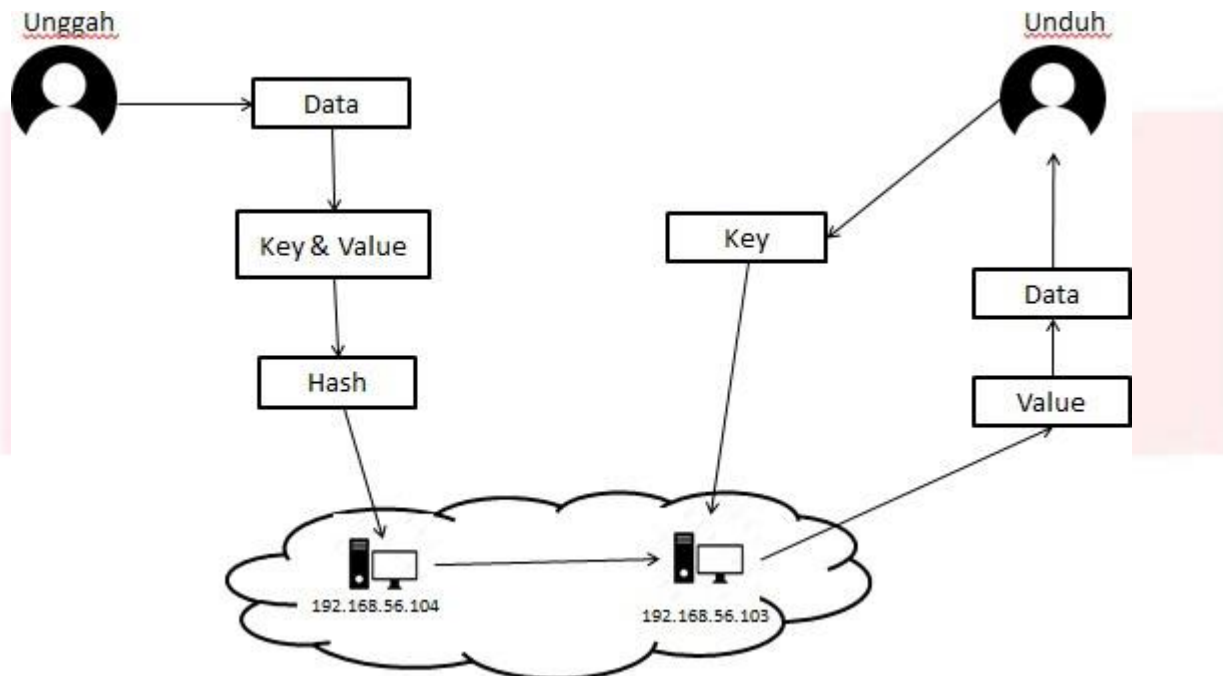 Unggah
Unduh
Data
Key & Value
Key
Data
Hash
Value
192.168.56.104
192.168.56.103